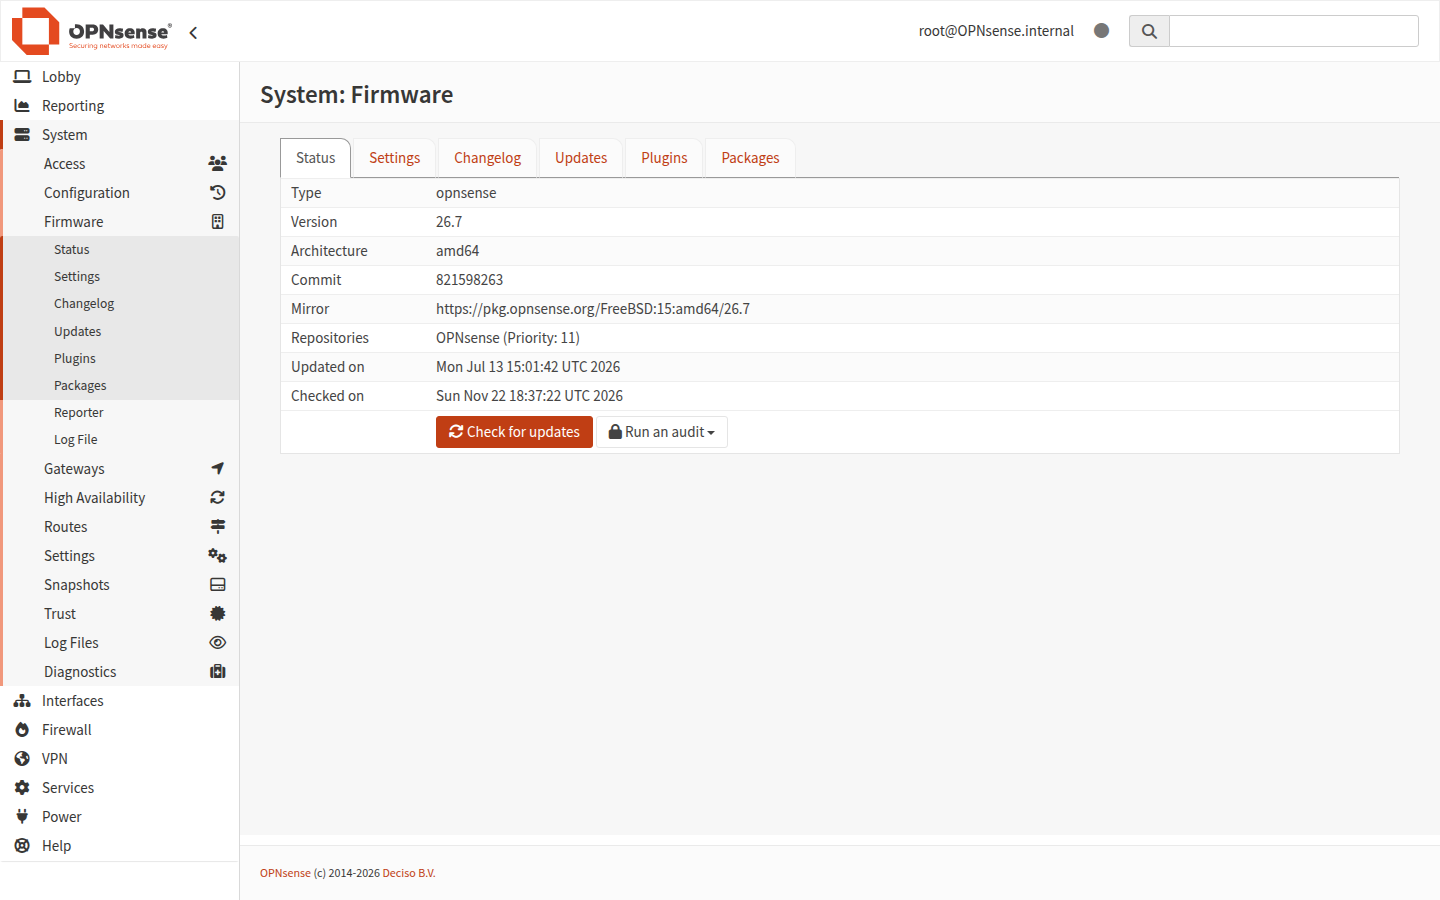 OPNsense®
Securing networks made easy
root@OPNsense.internal
Lobby
Reporting
System
Access
Configuration
Firmware
Status
Settings
Changelog
Updates
Plugins
Packages
Reporter
Log File
Gateways
High Availability
Routes
Settings
Snapshots
Trust
Log Files
Diagnostics
Interfaces
Firewall
VPN
Services
Power
Help
System: Firmware
Status Settings Changelog Updates Plugins Packages
Type opnsense
Version 26.7
Architecture amd64
Commit 821598263
Mirror https://pkg.opnsense.org/FreeBSD:15:amd64/26.7
Repositories OPNsense (Priority: 11)
Updated on Mon Jul 13 15:01:42 UTC 2026
Checked on Sun Nov 22 18:37:22 UTC 2026
Check for updates Run an audit
OPNsense (c) 2014-2026 Deciso B.V.